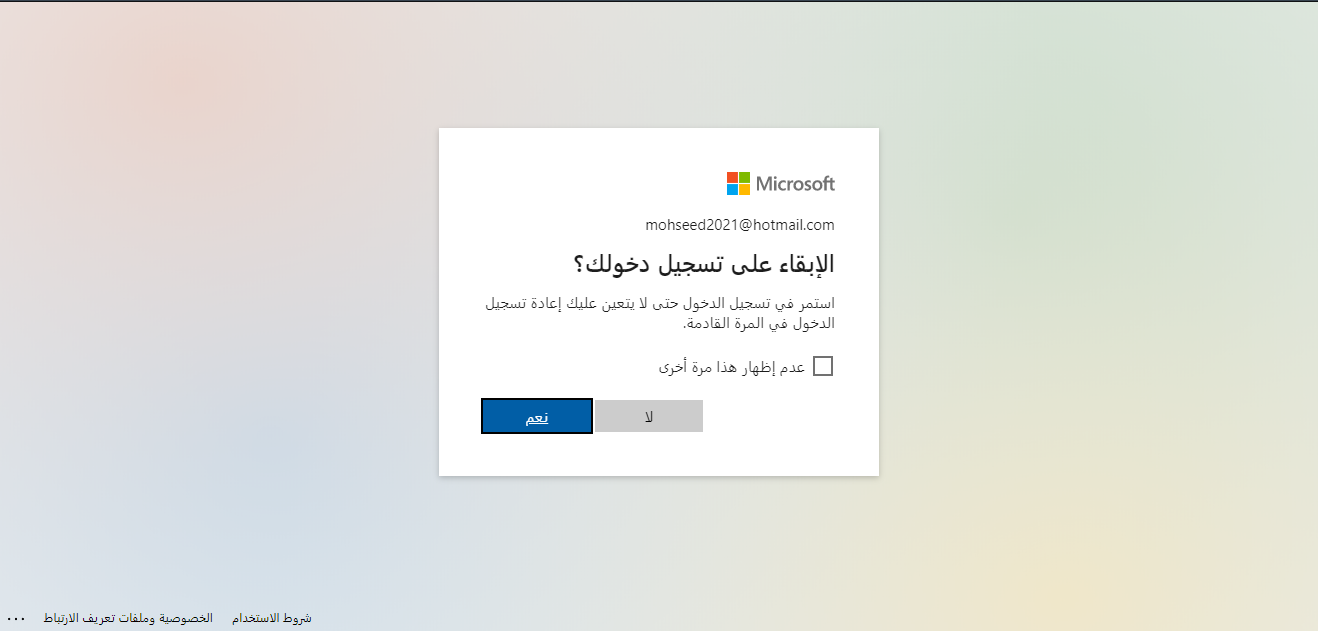 Microsoft
mohseed2021@hotmail.com
الإبقاء على تسجيل دخولك؟
استمر في تسجيل الدخول حتى لا يتعين عليك إعادة تسجيل
الدخول في المرة القادمة.
عدم إظهار هذا مرة أخرى
لا
نعم
شروط الاستخدام
الخصوصية وملفات تعريف الارتباط
...